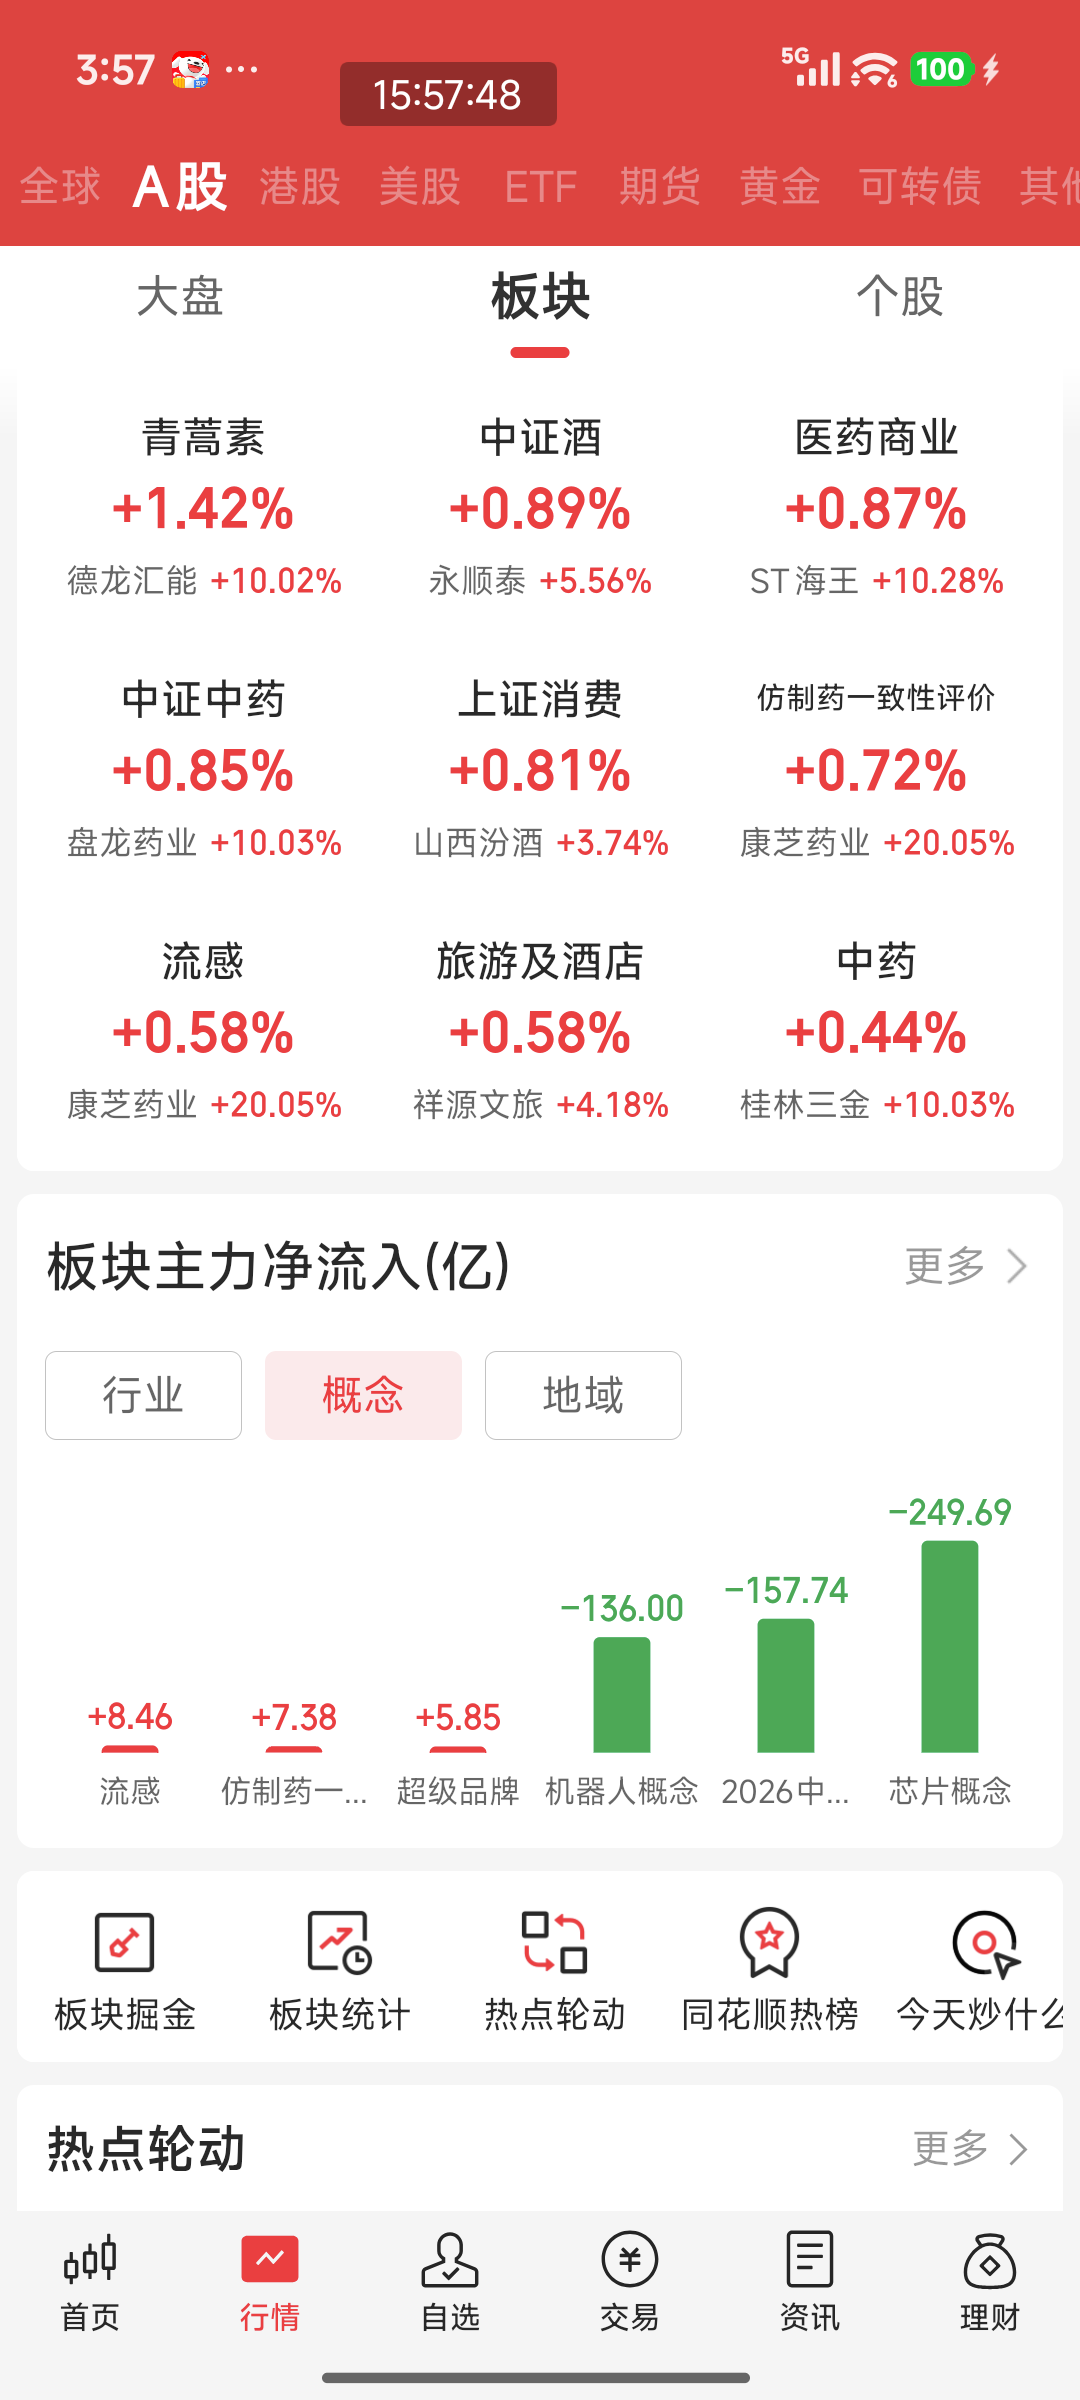 3:57 ...
15:57:48
5G 6 100
全球 A股 港股 美股 ETF 期货 黄金 可转债 其他
大盘 板块 个股
青蒿素 中证酒 医药商业
+1.42% +0.89% +0.87%
德龙汇能 +10.02% 永顺泰 +5.56% ST海王 +10.28%
中证中药 上证消费 仿制药一致性评价
+0.85% +0.81% +0.72%
盘龙药业 +10.03% 山西汾酒 +3.74% 康芝药业 +20.05%
流感 旅游及酒店 中药
+0.58% +0.58% +0.44%
康芝药业 +20.05% 祥源文旅 +4.18% 桂林三金 +10.03%
板块主力净流入(亿) 更多
行业 概念 地域
+8.46 +7.38 +5.85 -136.00 -157.74 -249.69
流感 仿制药一... 超级品牌 机器人概念 2026中... 芯片概念
板块掘金 板块统计 热点轮动 同花顺热榜 今天炒什么
热点轮动 更多
首页 行情 自选 交易 资讯 理财